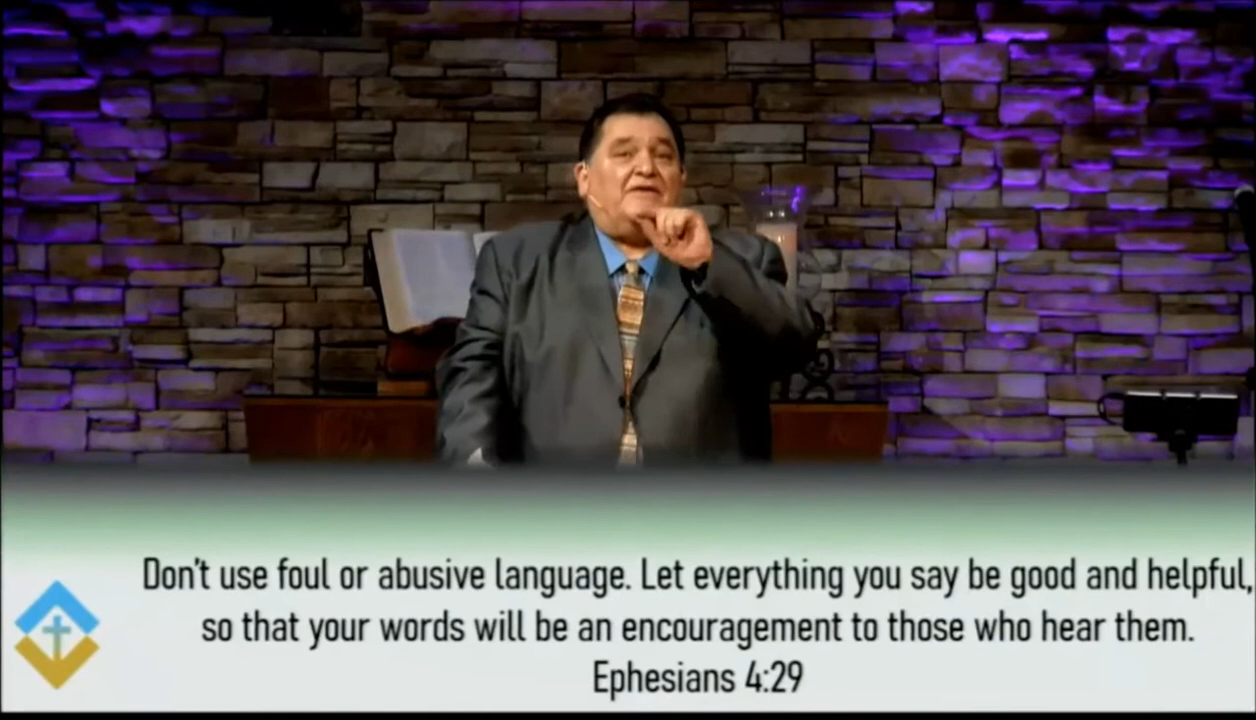 Don't use foul or abusive language. Let everything you say be good and helpful,
so that your words will be an encouragement to those who hear them.
Ephesians 4:29